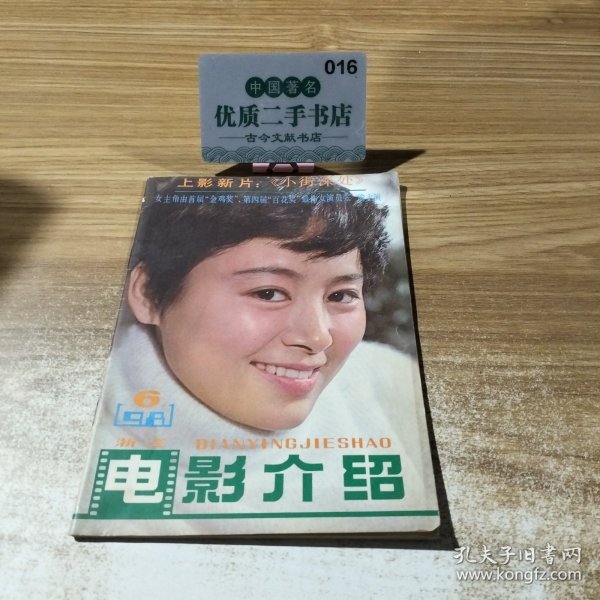 016
中国著名
优质二手书店
古今文献书店
上影新片：《小街深处》
女主角由首届“金鸡奖”、第四届“百花奖”最佳女演员
6
198
浙江 DIANYINGJIESHAO
电影介绍
孔夫子旧书网
www.kongfz.com